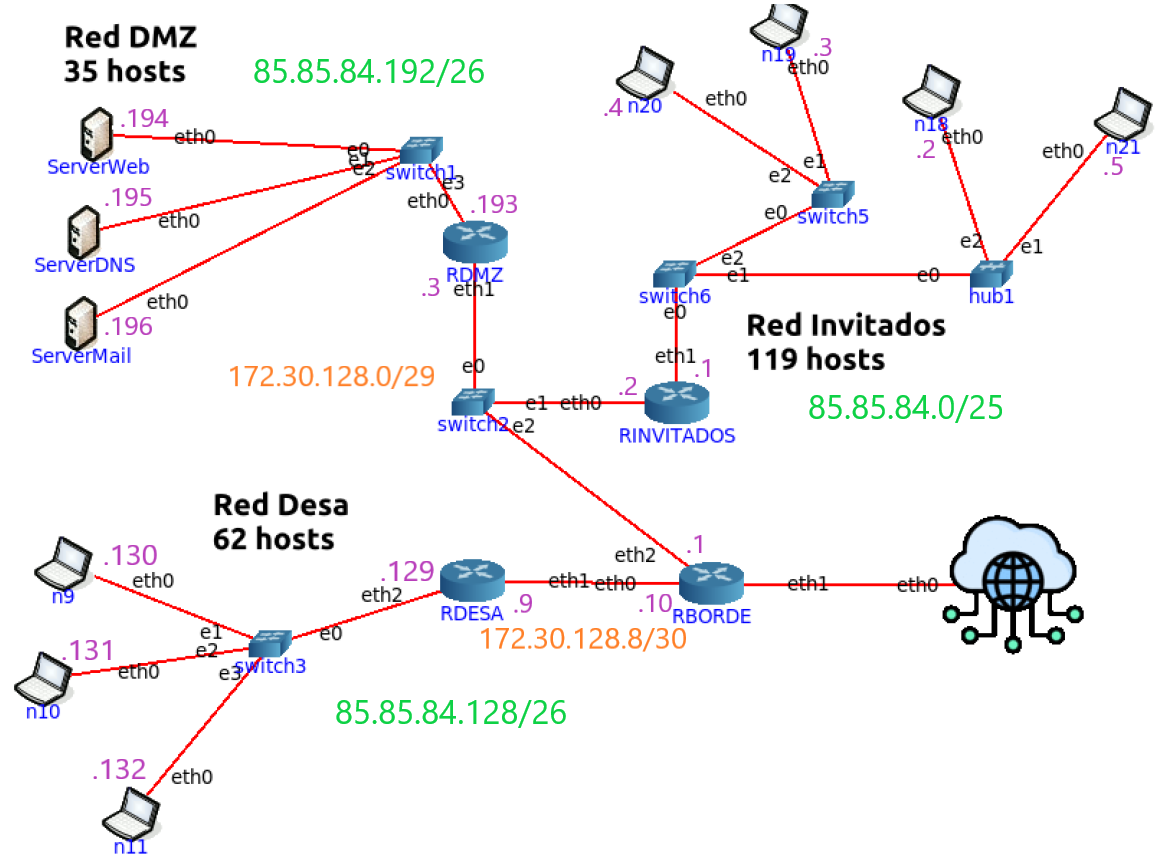 Red DMZ
35 hosts
85.85.84.192/26
.194
eth0
ServerWeb
.195
eth0
ServerDNS
eth0
.196
ServerMail
e0
e1
e2
switch1
e3
eth0
.193
RDMZ
.3
eth1
172.30.128.0/29
e0
switch2
e1
eth0
e2
.2
eth1
.1
RINVITADOS
n19
.3
eth0
n20
.4
eth0
e1
e2
switch5
e0
n18
eth0
.2
n21
eth0
.5
e2
e1
e0
hub1
e2
e1
switch6
e0
Red Invitados
119 hosts
85.85.84.0/25
Red Desa
62 hosts
n9
.130
eth0
n10
.131
eth0
n11
.132
eth0
e1
e2
e3
switch3
e0
.129
eth2
RDESA
.9
eth1
eth0
172.30.128.8/30
85.85.84.128/26
eth2
.1
.10
RBORDE
eth1
eth0